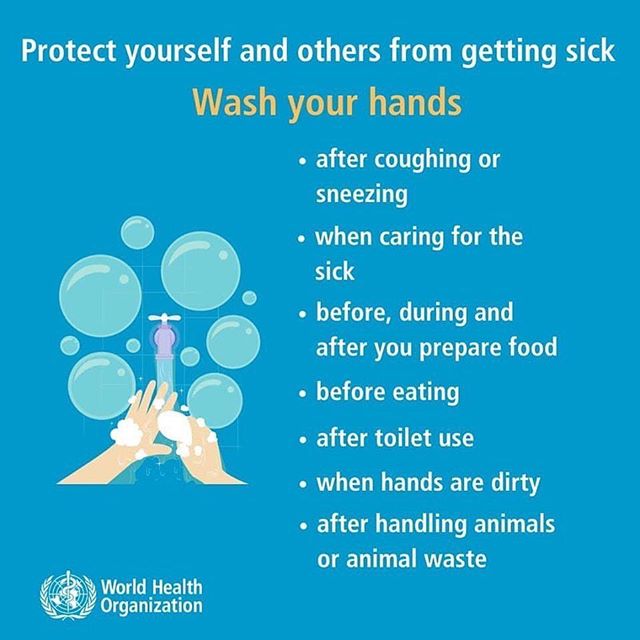 Protect yourself and others from getting sick
Wash your hands
• after coughing or
sneezing
• when caring for the
sick
• before, during and
after you prepare food
• before eating
• after toilet use
• when hands are dirty
• after handling animals
or animal waste
World Health
Organization